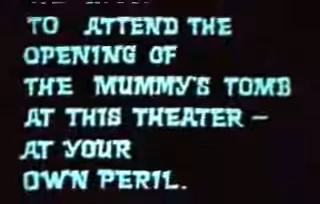 TO ATTEND THE
OPENING OF
THE MUMMY'S TOMB
AT THIS THEATER —
AT YOUR
OWN PERIL.